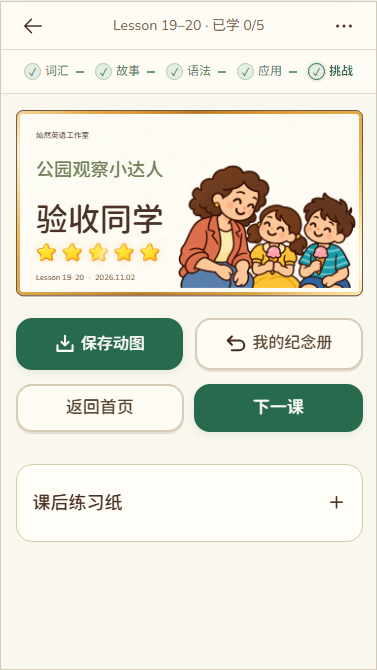 Lesson 19–20 · 已学 0/5
词汇 故事 语法 应用 挑战
灿然英语工作室
公园观察小达人
验收同学
Lesson 19-20 · 2026.11.02
保存动图 我的纪念册
返回首页 下一课
课后练习纸